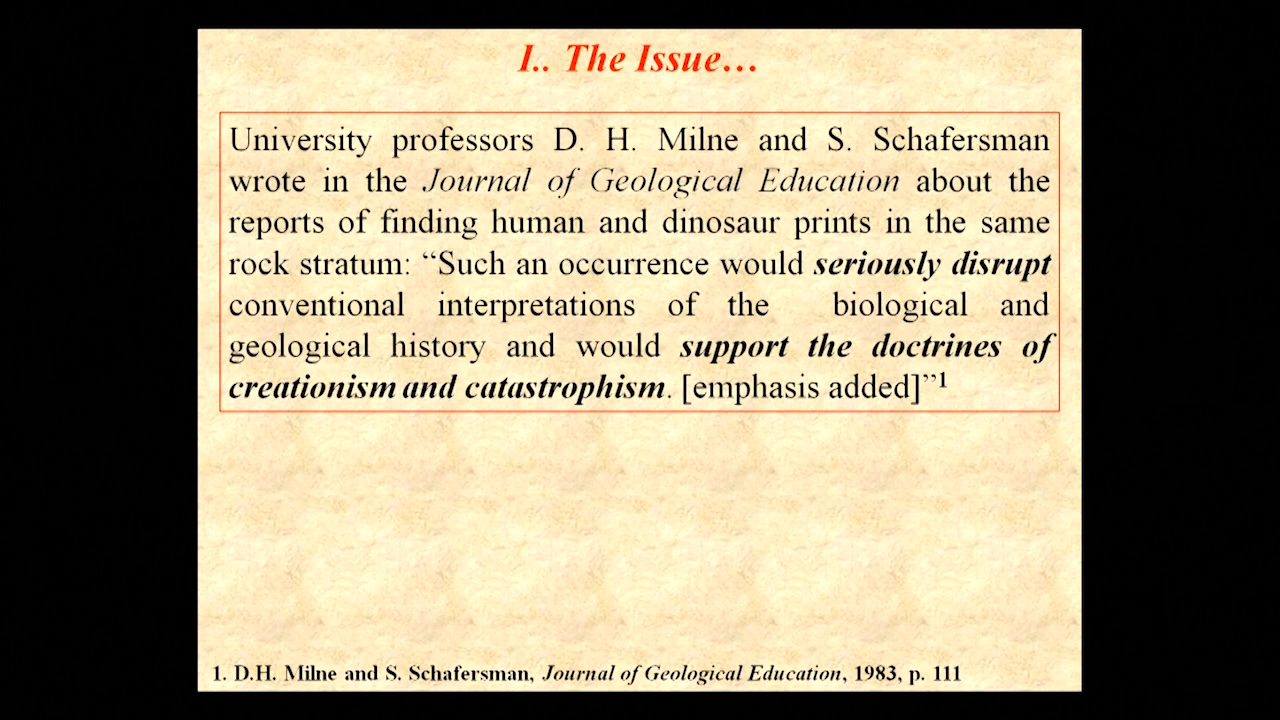 I.. The Issue…
University professors D. H. Milne and S. Schafersman
wrote in the Journal of Geological Education about the
reports of finding human and dinosaur prints in the same
rock stratum: “Such an occurrence would seriously disrupt
conventional interpretations of the biological and
geological history and would support the doctrines of
creationism and catastrophism. [emphasis added]”¹
1. D.H. Milne and S. Schafersman, Journal of Geological Education, 1983, p. 111